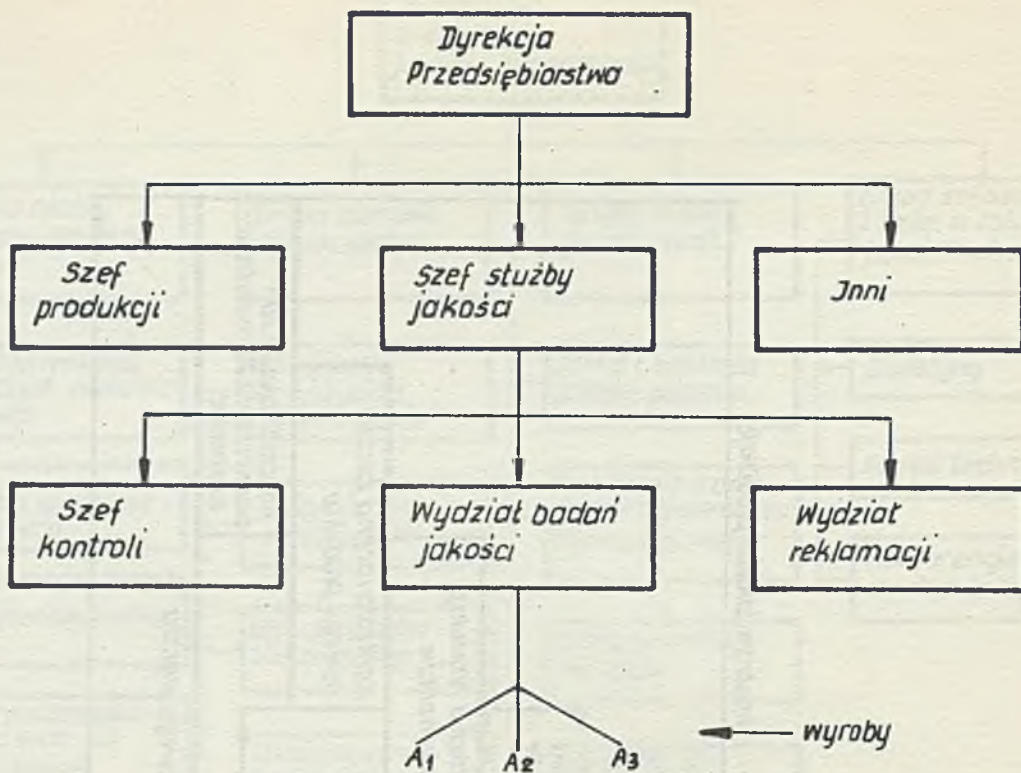 Dyrekcja
Przedsiębiorstwa
Szef
produkcji
Szef służby
jakości
Jnni
Szef
kontroli
Wydział badań
jakości
Wydział
reklamacji
A1 A2 A3
wyroby